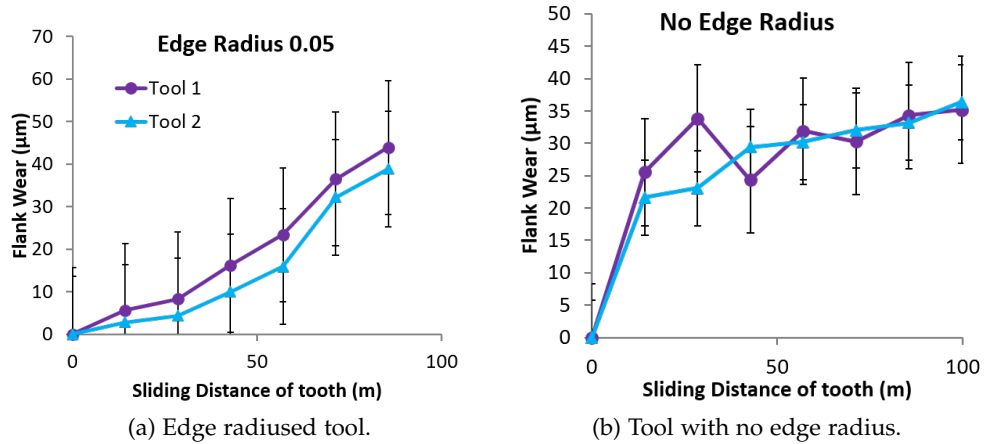 Edge Radius 0.05
Tool 1
Tool 2
70
60
50
40
30
20
10
0
0
50
100
Flank Wear (µm)
Sliding Distance of tooth (m)
(a) Edge radiused tool.
No Edge Radius
50
45
40
35
30
25
20
15
10
5
0
0
50
100
Flank Wear (µm)
Sliding Distance of tooth (m)
(b) Tool with no edge radius.